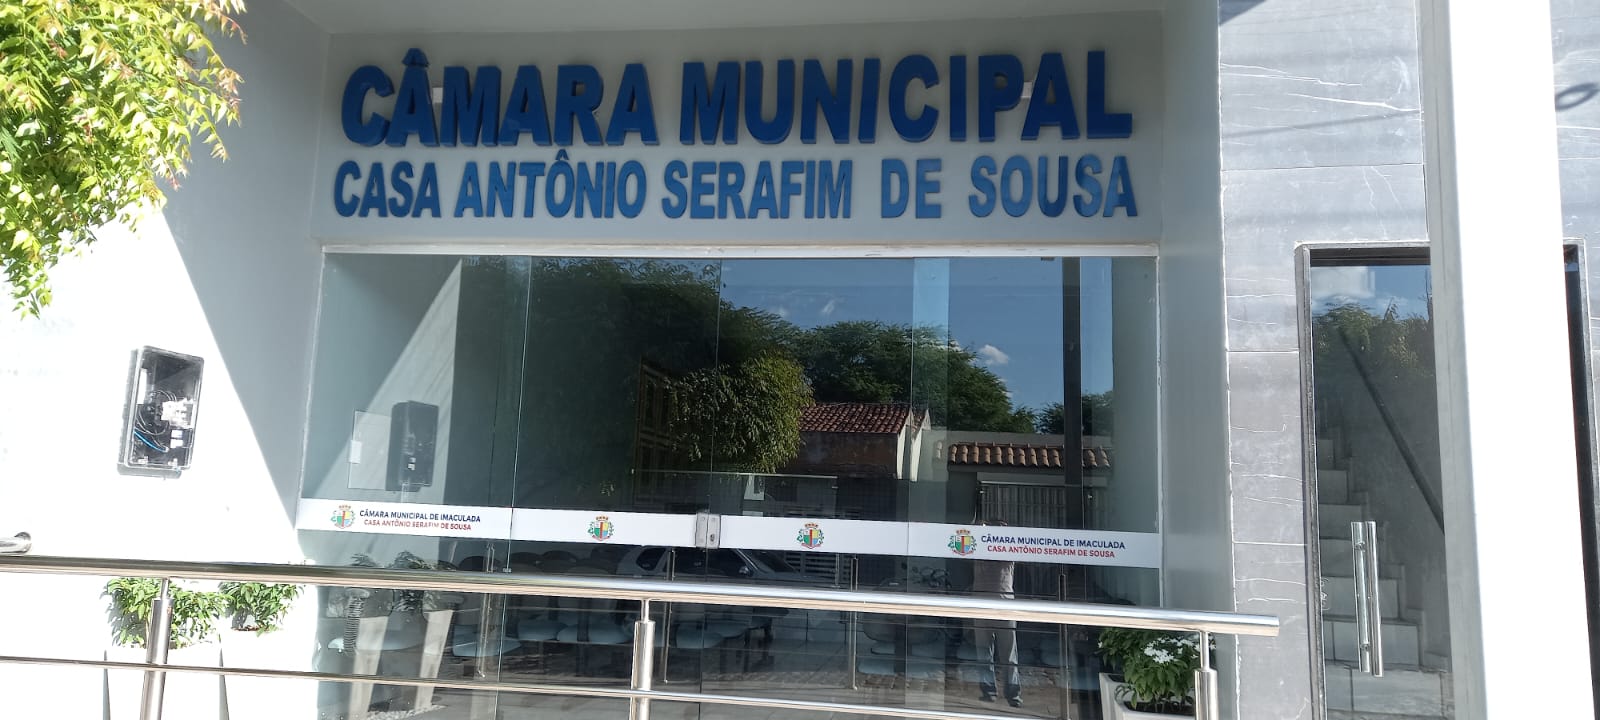 CÂMARA MUNICIPAL
CASA ANTÔNIO SERAFIM DE SOUSA
CÂMARA MUNICIPAL DE IMACULADA
CASA ANTÔNIO SERAFIM DE SOUSA
CÂMARA MUNICIPAL DE IMACULADA
CASA ANTÔNIO SERAFIM DE SOUSA